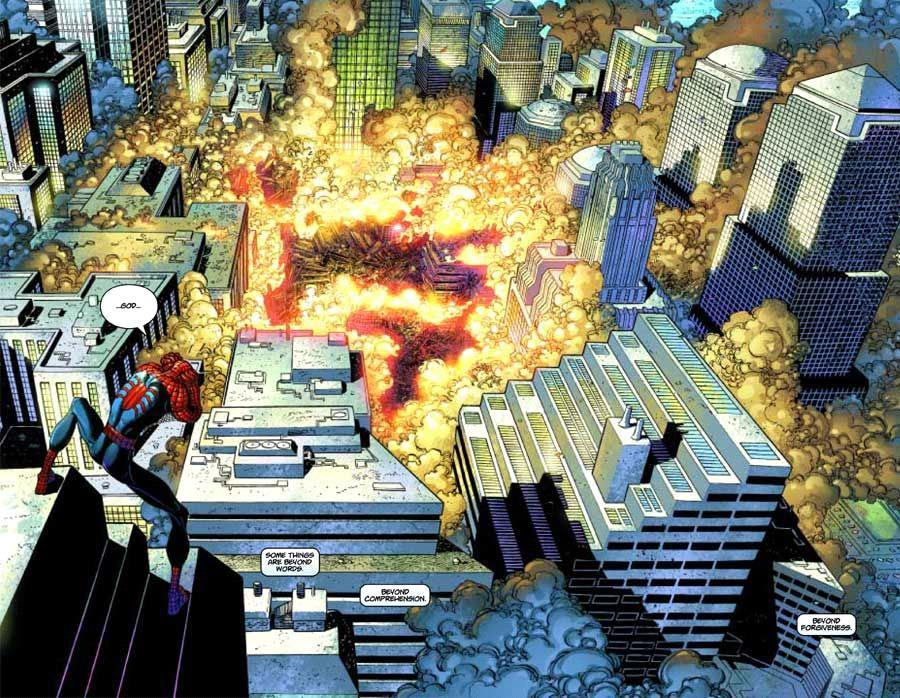 ...GOD...
SOME THINGS
ARE BEYOND
WORDS.
BEYOND
COMPREHENSION.
BEYOND
FORGIVENESS.